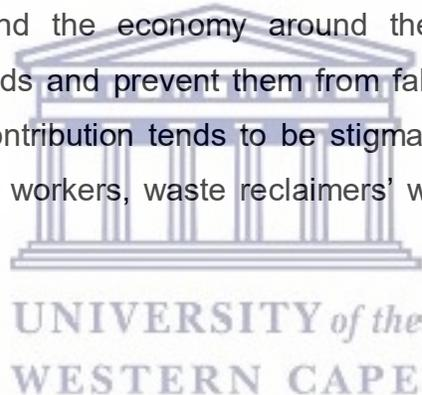 nd the economy around the
ds and prevent them from fal
ontribution tends to be stigma
workers, waste reclaimers' w
UNIVERSITY of the
WESTERN CAPE